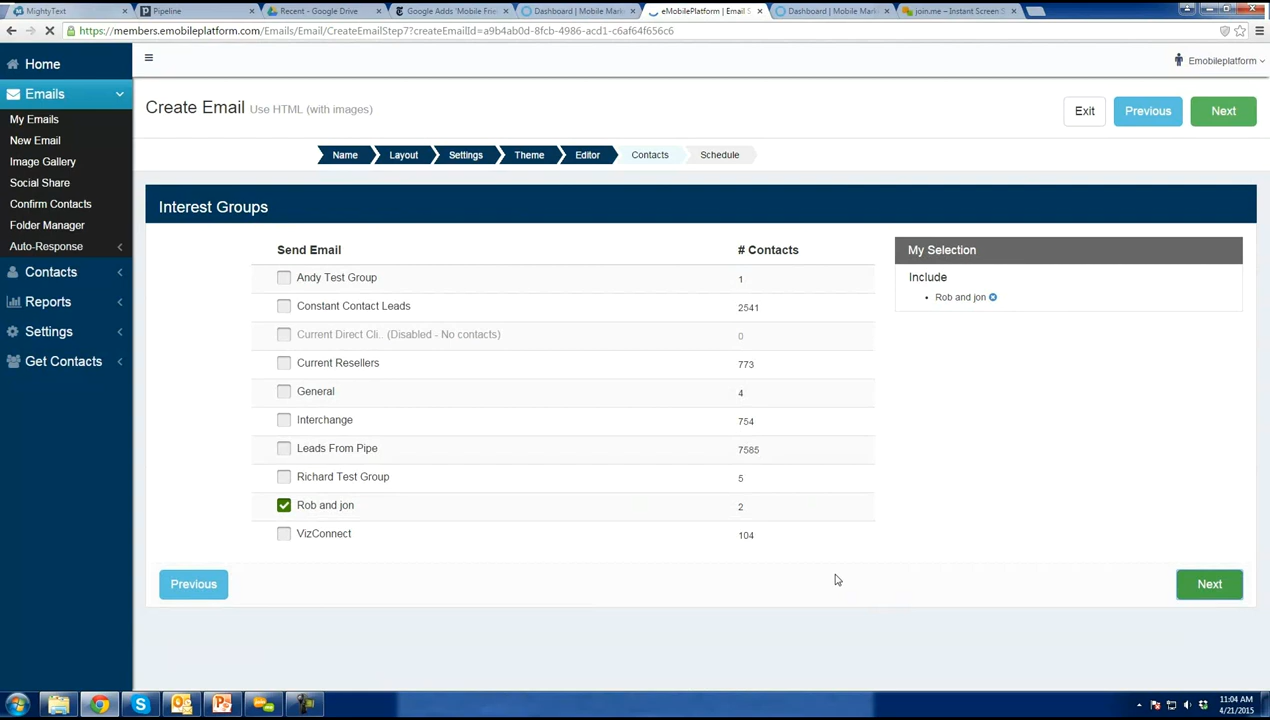 MightyText
Pipeline
Recent - Google Drive
Google Adds 'Mobile Frie
Dashboard | Mobile Mark
eMobilePlatform | Email S
Dashboard | Mobile Mark
join.me – Instant Screen S
https://members.emobileplatform.com/Emails/Email/CreateEmailStep7?createEmailId=a9b4ab0d-8fcb-4986-acd1-c6af64f656c6
Home
Emobileplatform
Emails
My Emails
New Email
Image Gallery
Social Share
Confirm Contacts
Folder Manager
Auto-Response
Contacts
Reports
Settings
Get Contacts
Create Email Use HTML (with images)
Exit
Previous
Next
Name
Layout
Settings
Theme
Editor
Contacts
Schedule
Interest Groups
Send Email # Contacts
Andy Test Group 1
Constant Contact Leads 2541
Current Direct Cli.. (Disabled - No contacts) 0
Current Resellers 773
General 4
Interchange 754
Leads From Pipe 7585
Richard Test Group 5
Rob and jon 2
VizConnect 104
My Selection
Include
• Rob and jon
Previous
Next
11:04 AM
4/21/2015